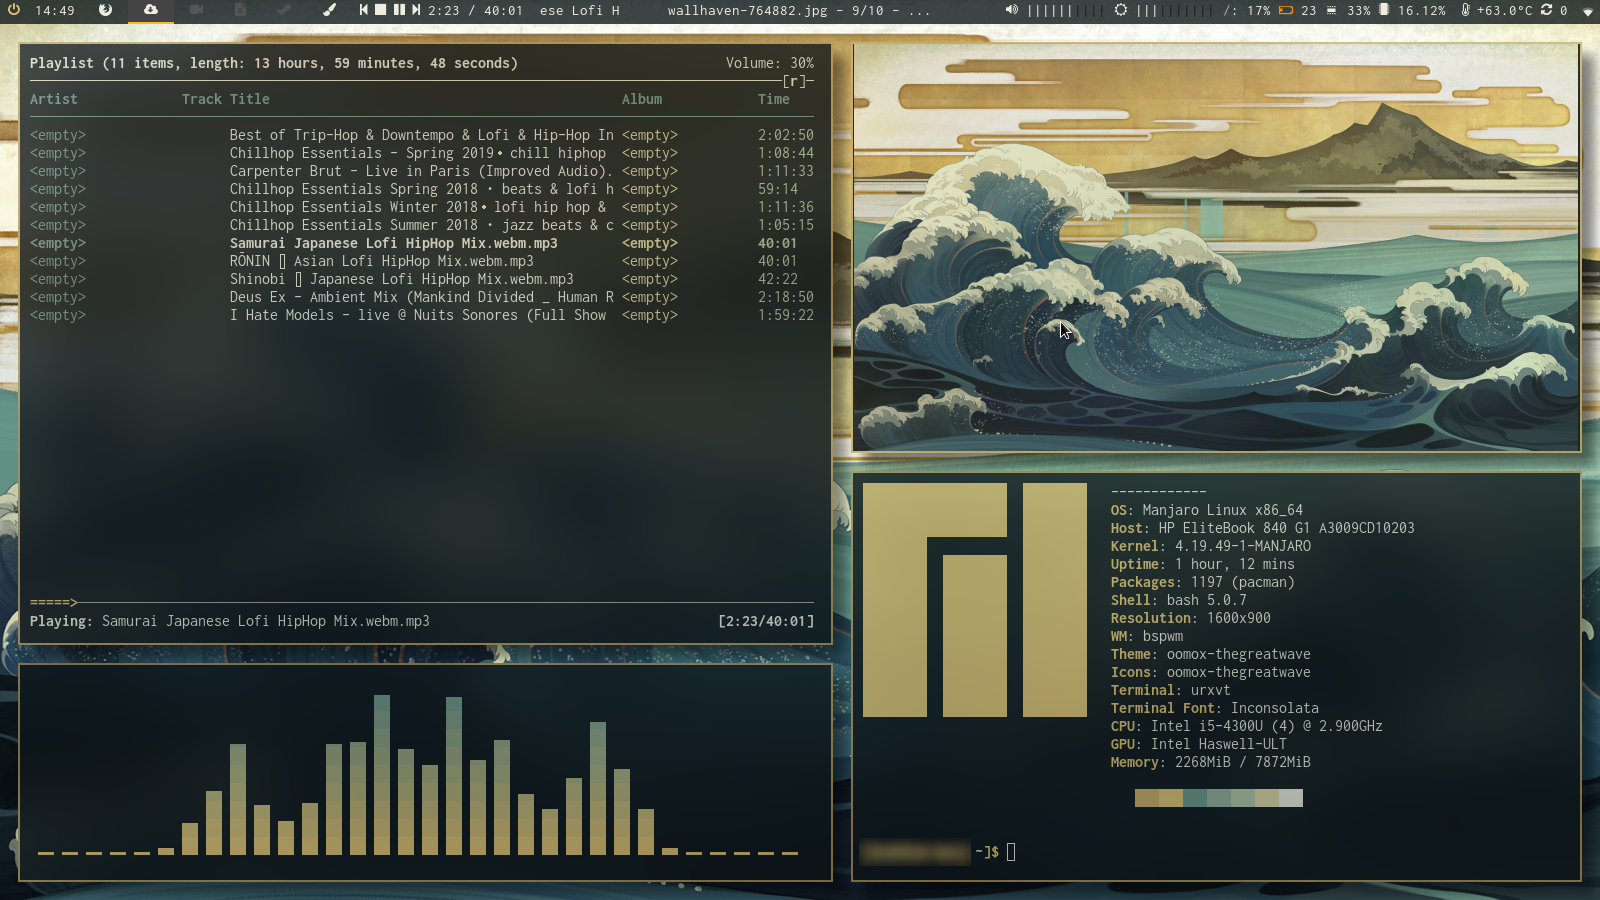 14:49 2:23 / 40:01 ese Lofi H wallhaven-764882.jpg - 9/10 - ... /: 17% 23 33% 16.12% +63.0°C 0
Playlist (11 items, length: 13 hours, 59 minutes, 48 seconds) Volume: 30%
[r]
Artist Track Title Album Time
<empty> Best of Trip-Hop & Downtempo & Lofi & Hip-Hop In <empty> 2:02:50
<empty> Chillhop Essentials - Spring 2019• chill hiphop <empty> 1:08:44
<empty> Carpenter Brut - Live in Paris (Improved Audio). <empty> 1:11:33
<empty> Chillhop Essentials Spring 2018 • beats & lofi h <empty> 59:14
<empty> Chillhop Essentials Winter 2018• lofi hip hop & <empty> 1:11:36
<empty> Chillhop Essentials Summer 2018 • jazz beats & c <empty> 1:05:15
<empty> Samurai Japanese Lofi HipHop Mix.webm.mp3 <empty> 40:01
<empty> RŌNIN ▯ Asian Lofi HipHop Mix.webm.mp3 <empty> 40:01
<empty> Shinobi ▯ Japanese Lofi HipHop Mix.webm.mp3 <empty> 42:22
<empty> Deus Ex - Ambient Mix (Mankind Divided _ Human R <empty> 2:18:50
<empty> I Hate Models - live @ Nuits Sonores (Full Show <empty> 1:59:22
=====>
Playing: Samurai Japanese Lofi HipHop Mix.webm.mp3 [2:23/40:01]
------------
OS: Manjaro Linux x86_64
Host: HP EliteBook 840 G1 A3009CD10203
Kernel: 4.19.49-1-MANJARO
Uptime: 1 hour, 12 mins
Packages: 1197 (pacman)
Shell: bash 5.0.7
Resolution: 1600x900
WM: bspwm
Theme: oomox-thegreatwave
Icons: oomox-thegreatwave
Terminal: urxvt
Terminal Font: Inconsolata
CPU: Intel i5-4300U (4) @ 2.900GHz
GPU: Intel Haswell-ULT
Memory: 2268MiB / 7872MiB
~]$